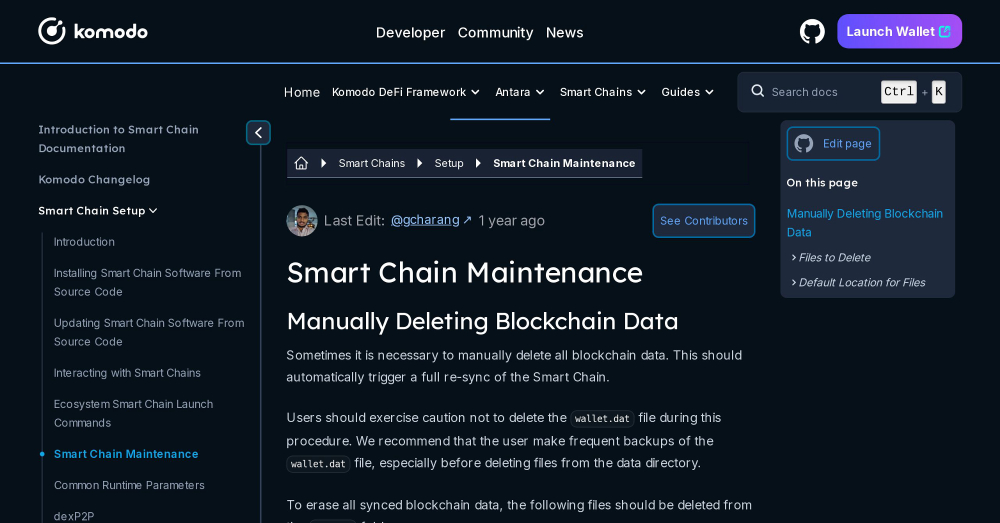 komodo
Developer Community News
Launch Wallet
Home Komodo DeFi Framework Antara Smart Chains Guides
Search docs Ctrl + K
Introduction to Smart Chain
Documentation
Komodo Changelog
Smart Chain Setup
Introduction
Installing Smart Chain Software From
Source Code
Updating Smart Chain Software From
Source Code
Interacting with Smart Chains
Ecosystem Smart Chain Launch
Commands
Smart Chain Maintenance
Common Runtime Parameters
dexP2P
Smart Chains Setup Smart Chain Maintenance
Last Edit: @gcharang ↗ 1 year ago
See Contributors
Smart Chain Maintenance
Manually Deleting Blockchain Data
Sometimes it is necessary to manually delete all blockchain data. This should
automatically trigger a full re-sync of the Smart Chain.
Users should exercise caution not to delete the wallet.dat file during this
procedure. We recommend that the user make frequent backups of the
wallet.dat file, especially before deleting files from the data directory.
To erase all synced blockchain data, the following files should be deleted from
Edit page
On this page
Manually Deleting Blockchain
Data
Files to Delete
Default Location for Files